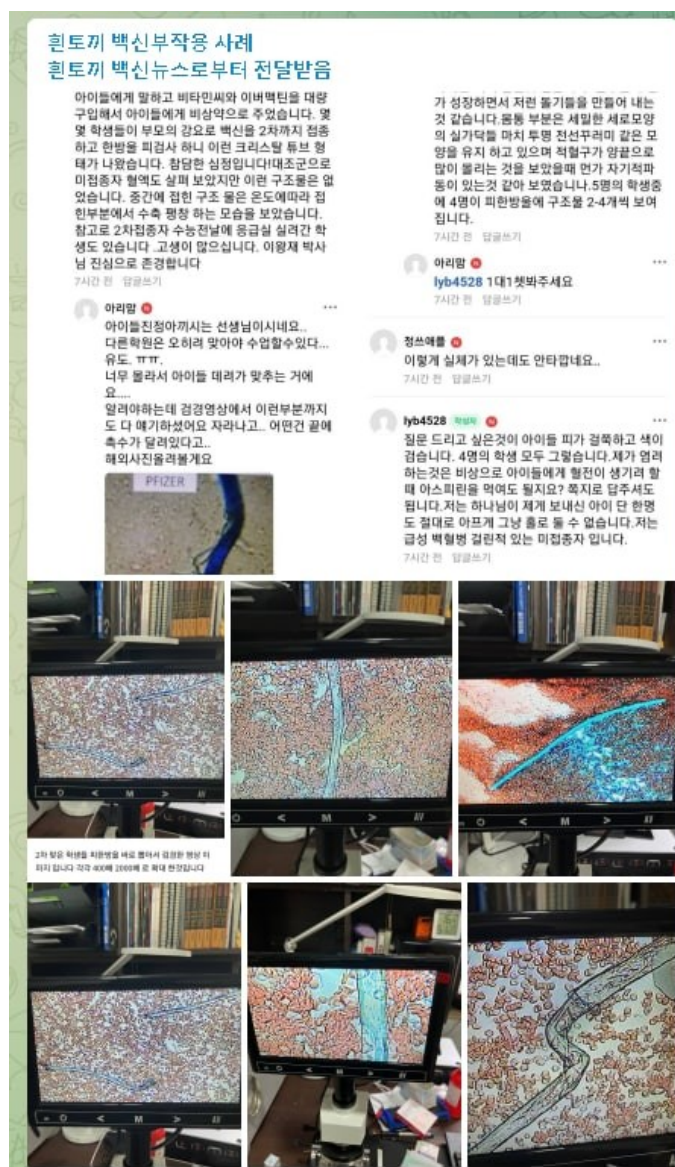 흰토끼 백신부작용 사례
흰토끼 백신뉴스로부터 전달받음
아이들에게 말하고 비타민씨와 이버맥틴을 대량
구입해서 아이들에게 비상약으로 주었습니다. 몇
몇 학생들이 부모의 강요로 백신을 2차까지 접종
하고 한방울 피검사 하니 이런 크리스탈 튜브 형
태가 나왔습니다. 참담한 심정입니다!대조군으로
미접종자 혈액도 살펴 보았지만 이런 구조물은 없
었습니다. 중간에 접힌 구조 물은 온도에따라 접
힌부분에서 수축 팽창 하는 모습을 보았습니다.
참고로 2차접종자 수능전날에 응급실 실려간 학
생도 있습니다 .고생이 많으십니다. 이왕재 박사
님 진심으로 존경합니다
7시간 전 답글쓰기
아리맘 N
아이들진정아끼시는 선생님이시네요..
다른학원은 오히려 맞아야 수업할수있다...
유도. ㅠㅠ.
너무 몰라서 아이들 데려가 맞추는 거에
요....
알려야하는데 검경영상에서 이런부분까지
도 다 얘기하셨어요 자라나고.. 어떤건 끝에
촉수가 달려있다고..
해외사진올려볼게요
PFIZER
가 성장하면서 저런 돌기들을 만들어 내는
것 같습니다.몸통 부분은 세밀한 세로모양
의 실가닥들 마치 투명 전선꾸러미 같은 모
양을 유지 하고 있으며 적혈구가 양끝으로
많이 몰리는 것을 보았을때 먼가 자기적파
동이 있는것 같아 보였습니나.5명의 학생중
에 4명이 피한방울에 구조물 2-4개씩 보여
집니다.
7시간 전 답글쓰기
아리맘 N
lyb4528 1대1쳇봐주세요
7시간 전 답글쓰기
정쓰애플 N
이렇게 실체가 있는데도 안타깝네요..
7시간 전 답글쓰기
lyb4528 작성자 N
질문 드리고 싶은것이 아이들 피가 걸쭉하고 색이
검습니다. 4명의 학생 모두 그렇습니다.제가 염려
하는것은 비상으로 아이들에게 혈전이 생기려 할
때 아스피린을 먹여도 될지요? 쪽지로 답주셔도
됩니다.저는 하나님이 제게 보내신 아이 단 한명
도 절대로 아프게 그냥 홀로 둘 수 없습니다.저는
급성 백혈병 걸린적 있는 미접종자 입니다.
7시간 전 답글쓰기
2차 맞은 학생들 피한방울 바로 뽑아서 검경한 영상 이
미지 입니다 각각 400배 2000배 로 확대 한것입니다